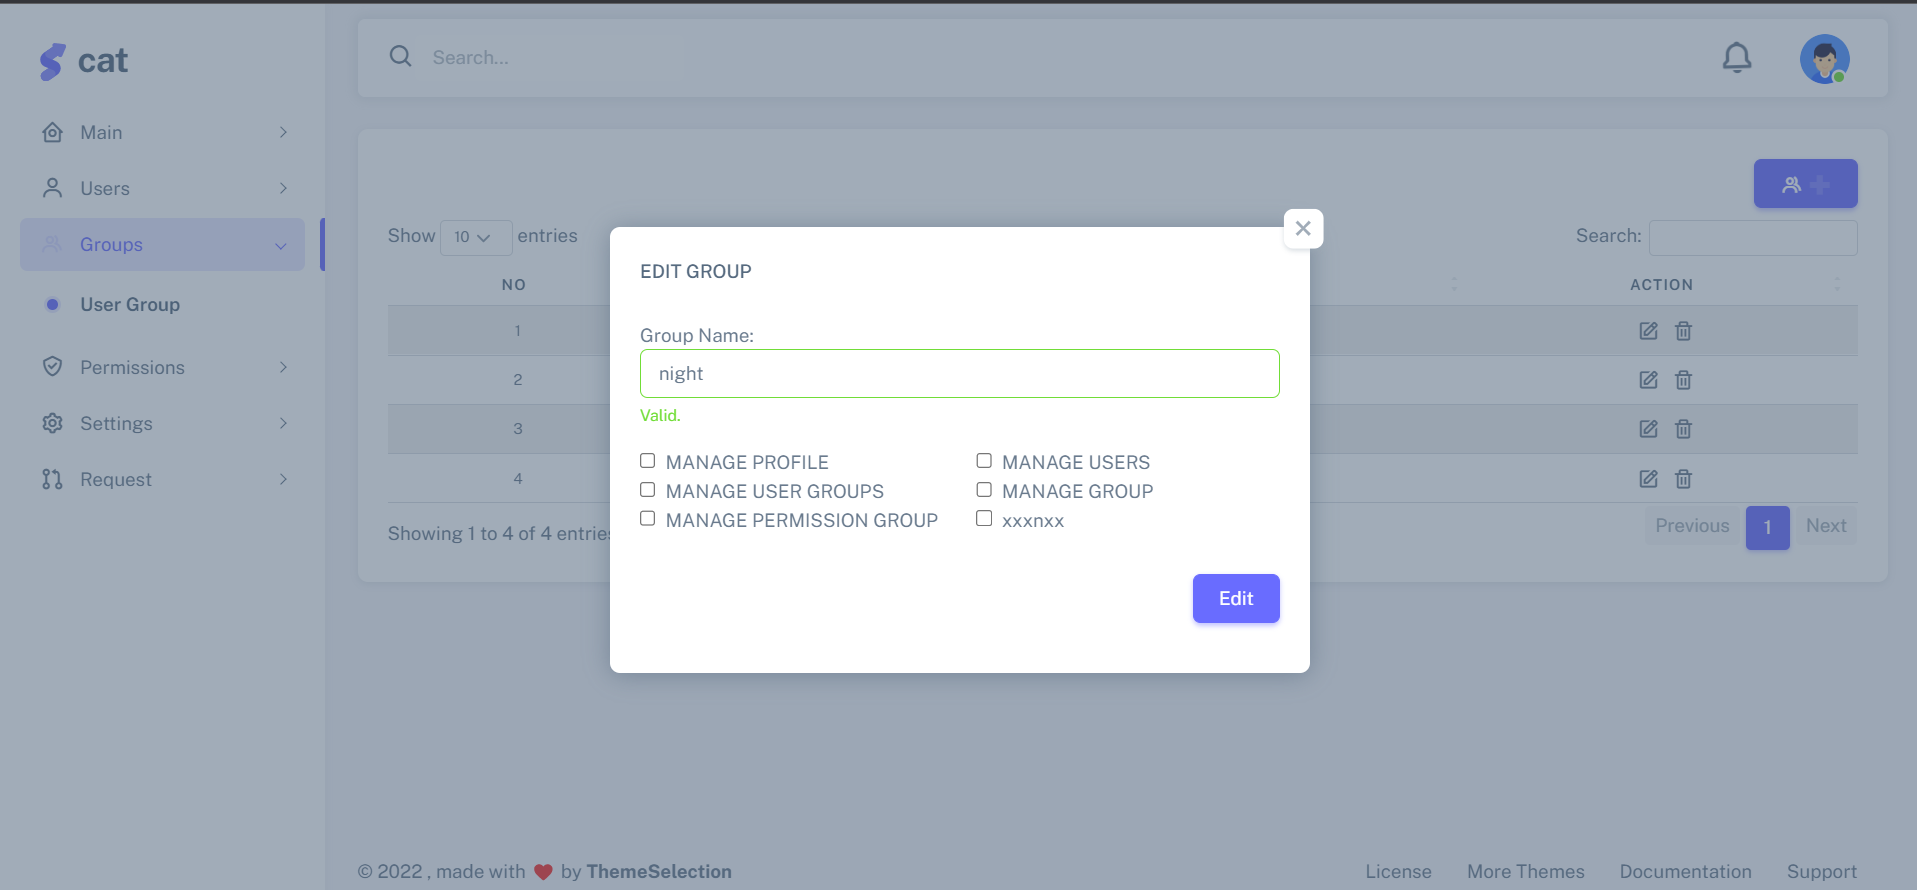 cat
Search...
Main
Users
Groups
User Group
Permissions
Settings
Request
Show 10 entries
Search:
NO
ACTION
1
2
3
4
Showing 1 to 4 of 4 entries
Previous 1 Next
EDIT GROUP
Group Name:
night
Valid.
MANAGE PROFILE
MANAGE USERS
MANAGE USER GROUPS
MANAGE GROUP
MANAGE PERMISSION GROUP
xxxnxx
Edit
© 2022 , made with ❤️ by ThemeSelection
License More Themes Documentation Support